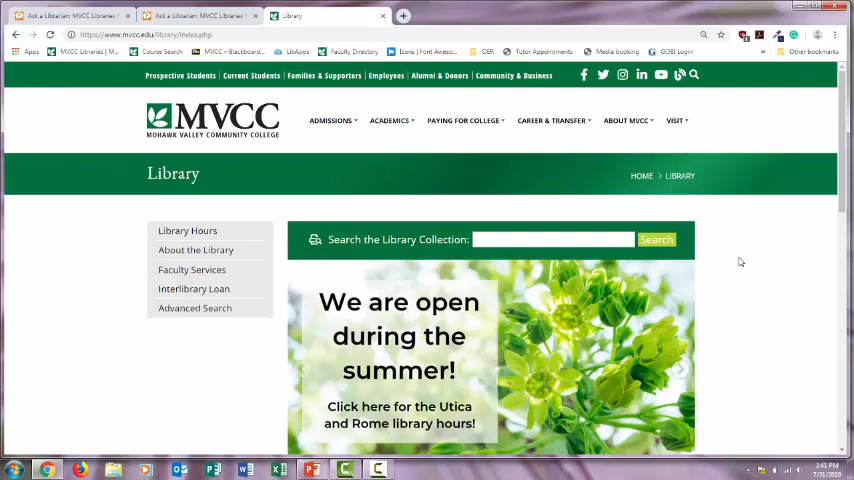 Ask a Librarian: MVCC Libraries F
Ask a Librarian: MVCC Libraries F
Library
https://www.mvcc.edu/library/index.php
Apps
MVCC Libraries | M...
Course Search
MVCC – Blackboard...
LibApps
Faculty Directory
Icons | Font Aweso...
OER
Tutor Appointments
Media booking
GOBI Login
»
Other bookmarks
Prospective Students | Current Students | Families & Supporters | Employees | Alumni & Donors | Community & Business
MVCC
MOHAWK VALLEY COMMUNITY COLLEGE
ADMISSIONS
ACADEMICS
PAYING FOR COLLEGE
CAREER & TRANSFER
ABOUT MVCC
VISIT
Library
HOME > LIBRARY
Library Hours
About the Library
Faculty Services
Interlibrary Loan
Advanced Search
Search the Library Collection:
Search
We are open
during the
summer!
Click here for the Utica
and Rome library hours!
2:41 PM
7/31/2019